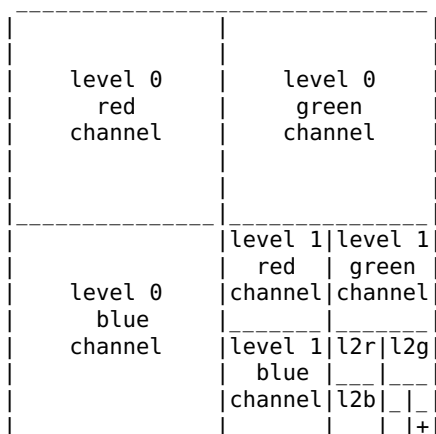 level 0 level 0
red green
channel channel
level 1 level 1
red green
level 0 channel channel
blue
channel level 1 l2r l2g
blue
channel l2b
+